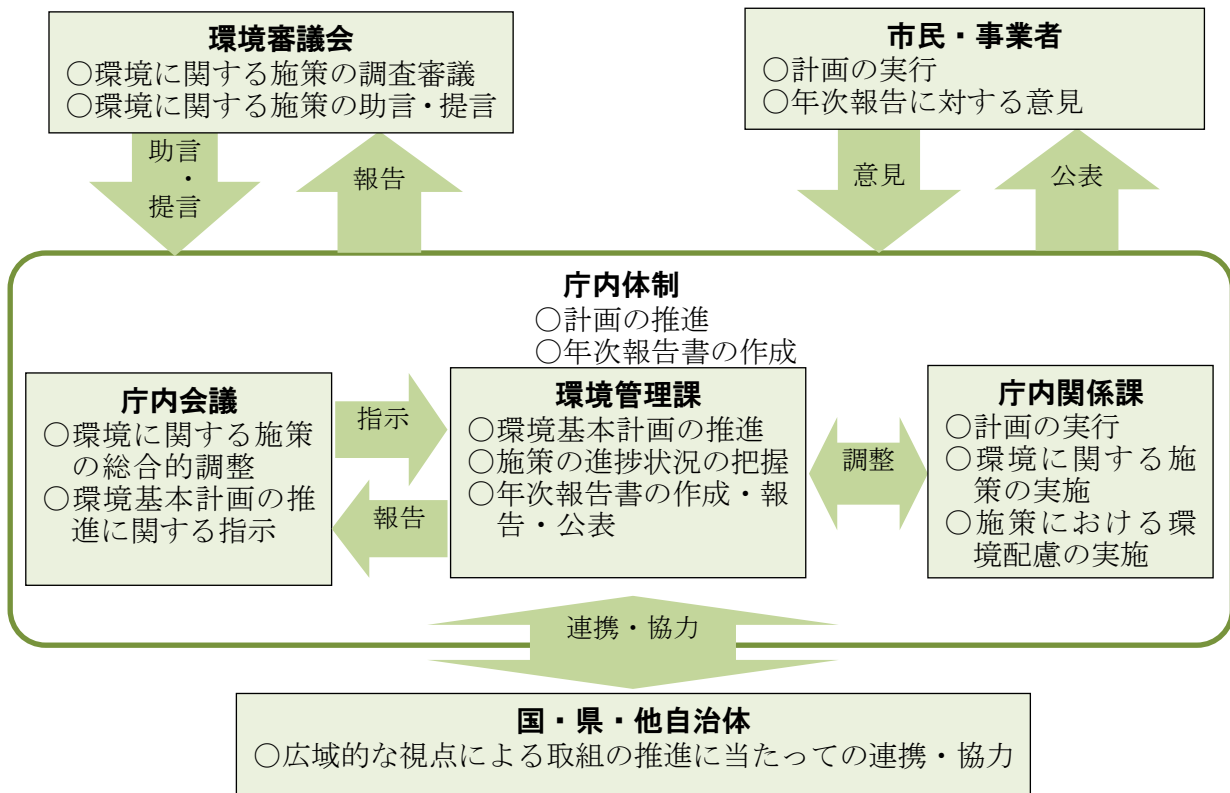 環境審議会
○環境に関する施策の調査審議
○環境に関する施策の助言・提言
市民・事業者
○計画の実行
○年次報告に対する意見
助言
・
提言
報告
意見
公表
庁内体制
○計画の推進
○年次報告書の作成
庁内会議
○環境に関する施策
の総合的調整
○環境基本計画の推
進に関する指示
指示
報告
環境管理課
○環境基本計画の推進
○施策の進捗状況の把握
○年次報告書の作成・報
告・公表
調整
庁内関係課
○計画の実行
○環境に関する施
策の実施
○施策における環
境配慮の実施
連携・協力
国・県・他自治体
○広域的な視点による取組の推進に当たっての連携・協力